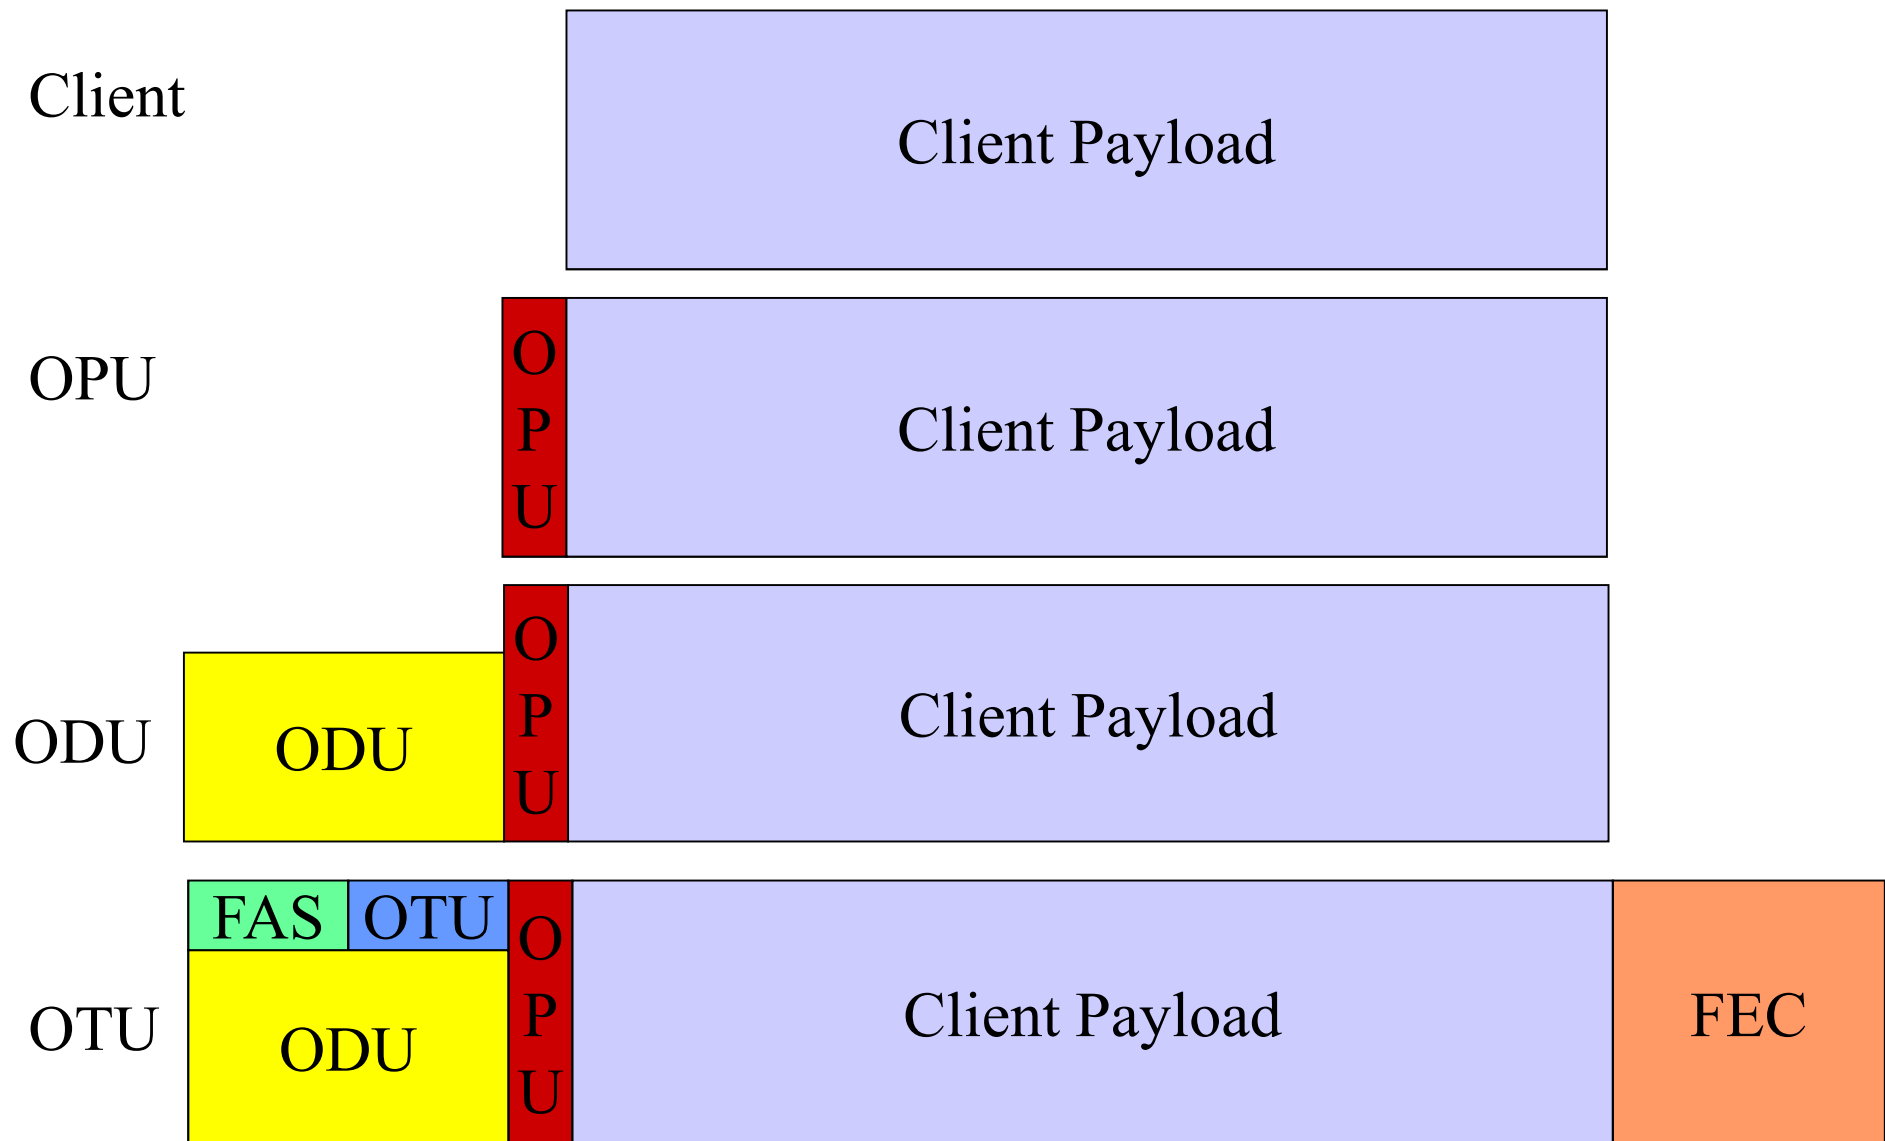 Client
Client Payload
OPU
O
P
U
Client Payload
ODU
ODU
O
P
U
Client Payload
OTU
FAS
OTU
ODU
O
P
U
Client Payload
FEC